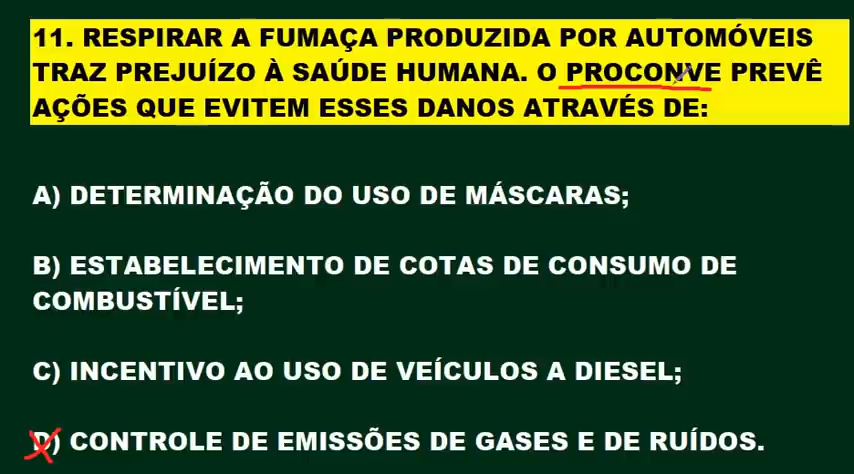 11. RESPIRAR A FUMAÇA PRODUZIDA POR AUTOMÓVEIS
TRAZ PREJUÍZO À SAÚDE HUMANA. O PROCONVE PREVÊ
AÇÕES QUE EVITEM ESSES DANOS ATRAVÉS DE:
A) DETERMINAÇÃO DO USO DE MÁSCARAS;
B) ESTABELECIMENTO DE COTAS DE CONSUMO DE
COMBUSTÍVEL;
C) INCENTIVO AO USO DE VEÍCULOS A DIESEL;
D) CONTROLE DE EMISSÕES DE GASES E DE RUÍDOS.